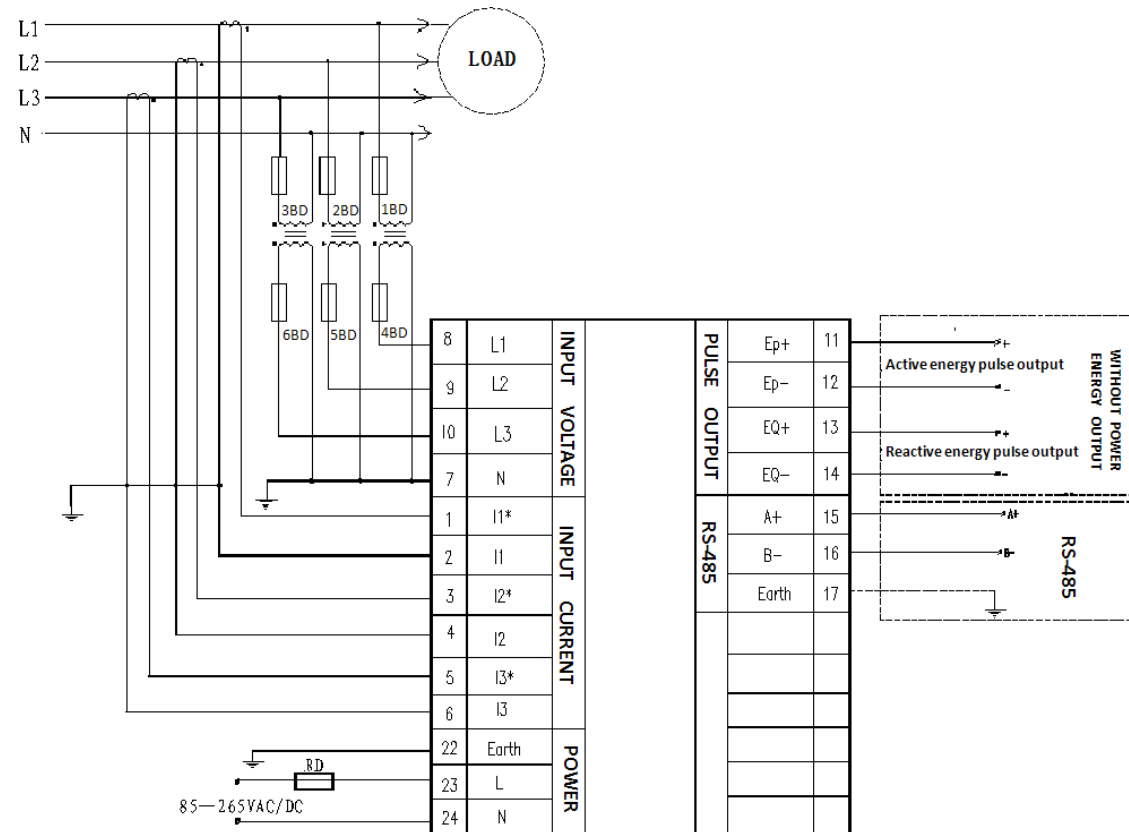 L1
L2
L3
N
LOAD
3BD 2BD 1BD
6BD 5BD 4BD
8 L1
9 L2
10 L3
7 N
INPUT VOLTAGE
1 I1*
2 I1
3 I2*
4 I2
5 I3*
6 I3
INPUT CURRENT
22 Earth
23 L
24 N
POWER
RD
85—265VAC/DC
PULSE OUTPUT
Ep+ 11
Ep- 12
EQ+ 13
EQ- 14
RS-485
A+ 15
B- 16
Earth 17
+
Active energy pulse output
-
+
Reactive energy pulse output
-
WITHOUT POWER
ENERGY OUTPUT
A+
B-
RS-485